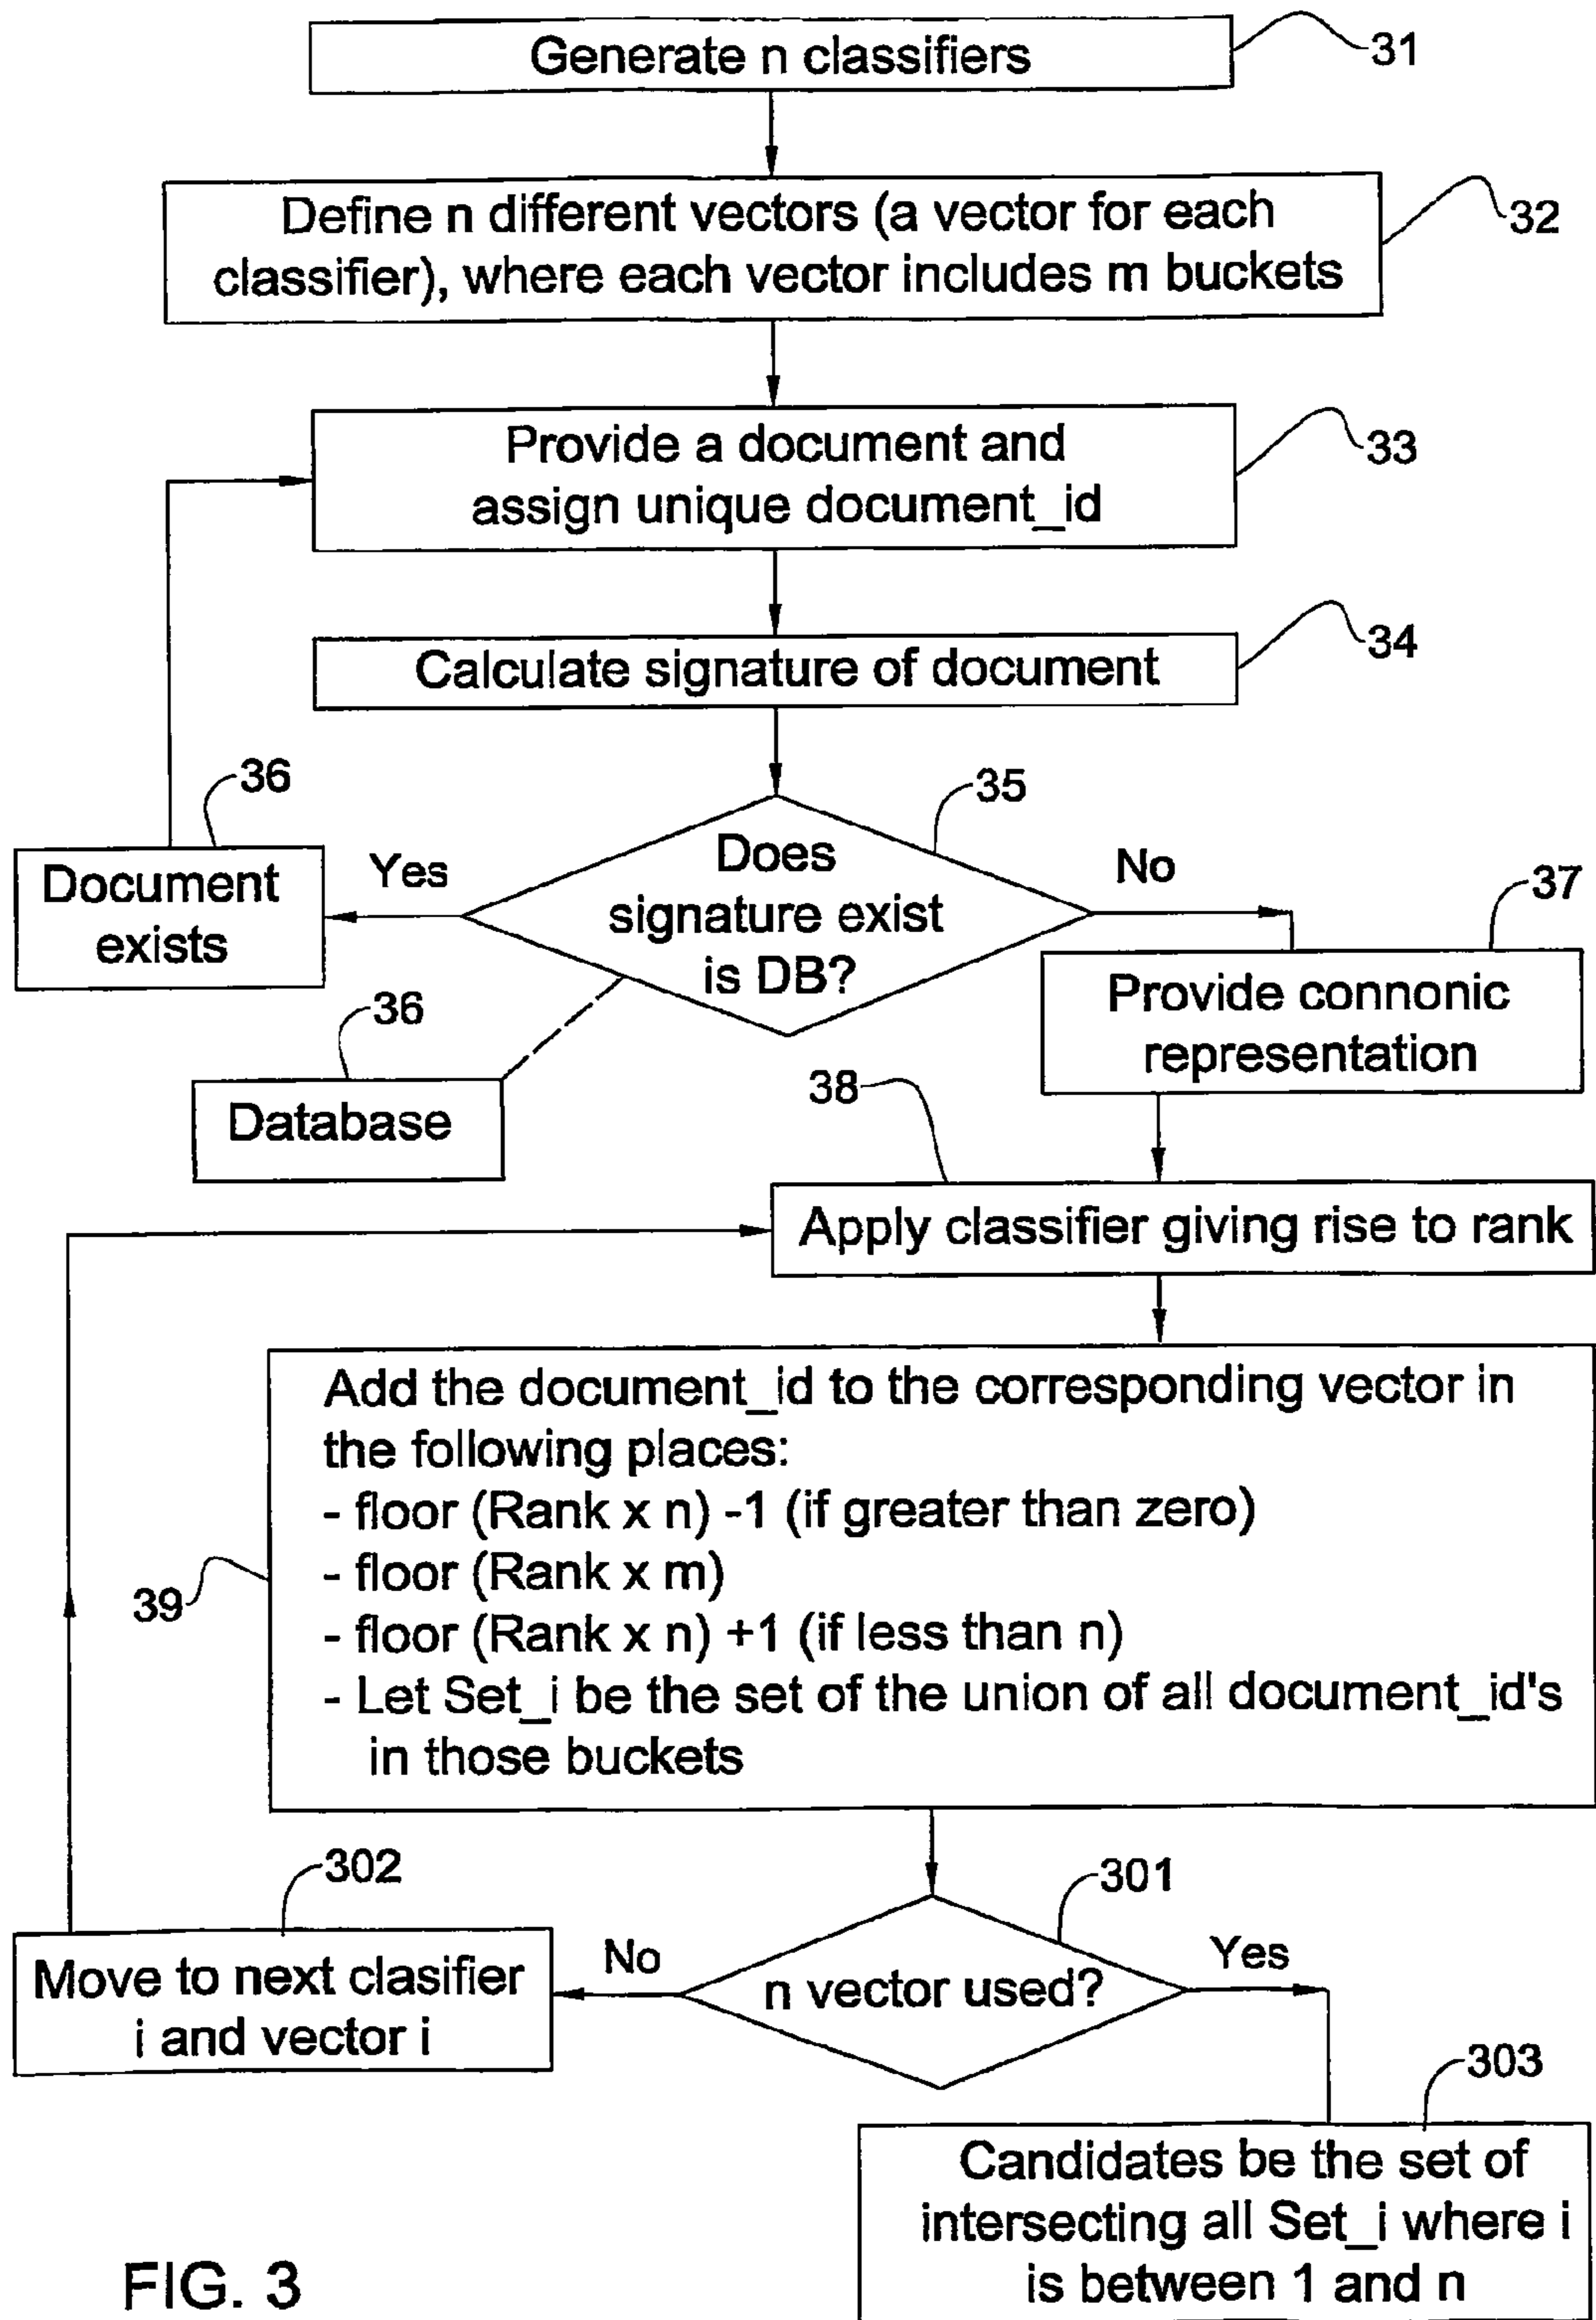 Generate n classifiers
31
Define n different vectors (a vector for each
classifier), where each vector includes m buckets
32
Provide a document and
assign unique document_id
33
Calculate signature of document
34
36
Document
exists
Yes
Does
signature exist
is DB?
35
No
37
Provide connonic
representation
36
Database
38
Apply classifier giving rise to rank
Add the document_id to the corresponding vector in
the following places:
- floor (Rank x n) -1 (if greater than zero)
- floor (Rank x m)
- floor (Rank x n) +1 (if less than n)
- Let Set_i be the set of the union of all document_id's
in those buckets
39
302
Move to next clasifier
i and vector i
No
n vector used?
301
Yes
303
Candidates be the set of
intersecting all Set_i where i
is between 1 and n
FIG. 3